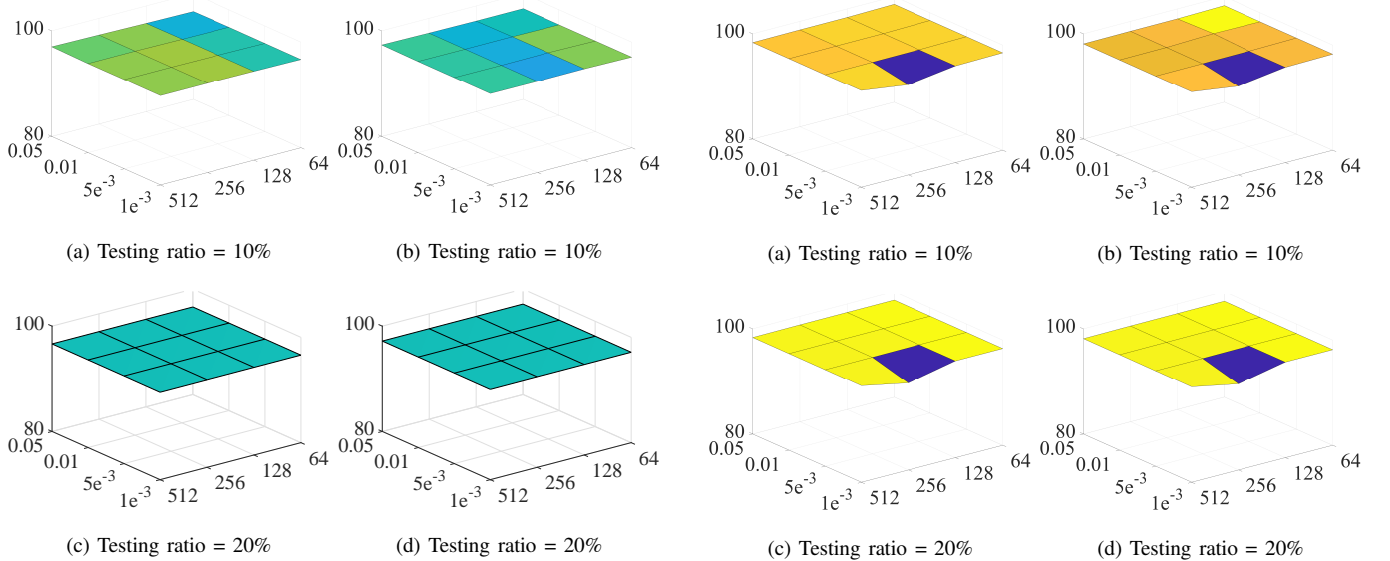 100
80
0.05
0.01
5e-3
1e-3
512
256
128
64
(a) Testing ratio = 10%
100
80
0.05
0.01
5e-3
1e-3
512
256
128
64
(b) Testing ratio = 10%
100
80
0.05
0.01
5e-3
1e-3
512
256
128
64
(a) Testing ratio = 10%
100
80
0.05
0.01
5e-3
1e-3
512
256
128
64
(b) Testing ratio = 10%
100
80
0.05
0.01
5e-3
1e-3
512
256
128
64
(c) Testing ratio = 20%
100
80
0.05
0.01
5e-3
1e-3
512
256
128
64
(d) Testing ratio = 20%
100
80
0.05
0.01
5e-3
1e-3
512
256
128
64
(c) Testing ratio = 20%
100
80
0.05
0.01
5e-3
1e-3
512
256
128
64
(d) Testing ratio = 20%